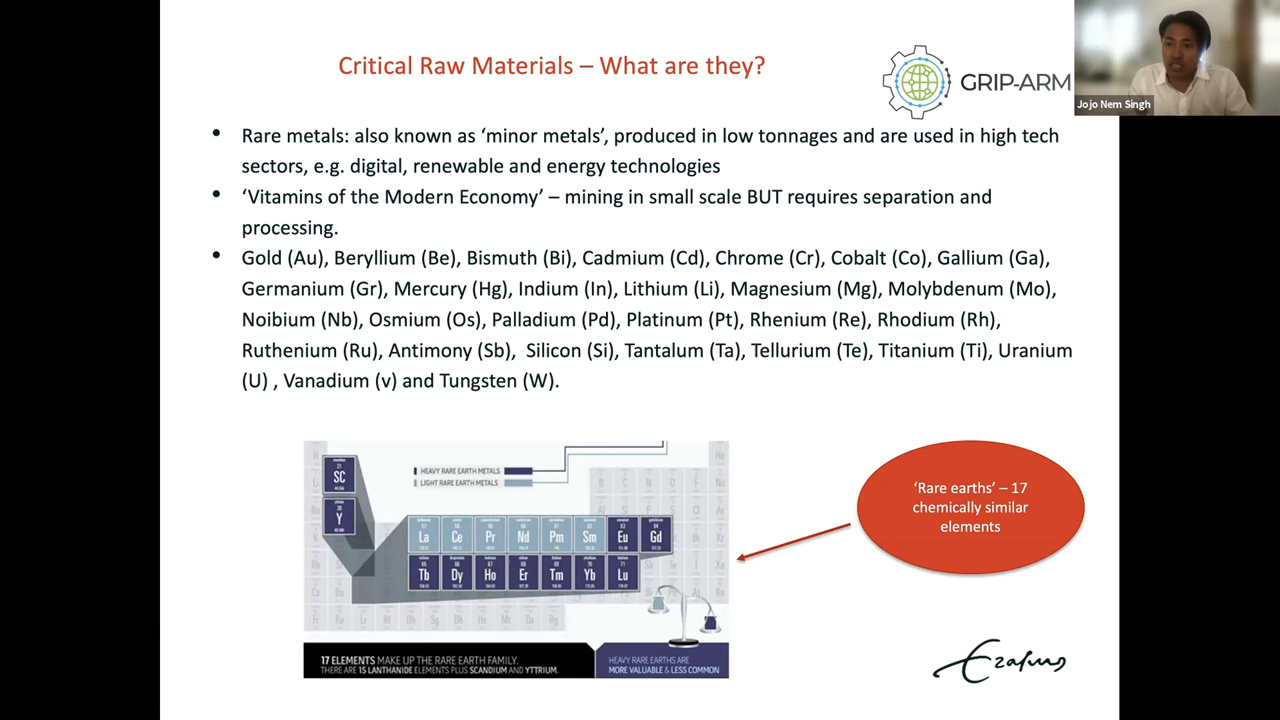 Critical Raw Materials – What are they?
GRIP-ARM
Jojo Nem Singh
• Rare metals: also known as ‘minor metals’, produced in low tonnages and are used in high tech
sectors, e.g. digital, renewable and energy technologies
• ‘Vitamins of the Modern Economy’ – mining in small scale BUT requires separation and
processing.
• Gold (Au), Beryllium (Be), Bismuth (Bi), Cadmium (Cd), Chrome (Cr), Cobalt (Co), Gallium (Ga),
Germanium (Gr), Mercury (Hg), Indium (In), Lithium (Li), Magnesium (Mg), Molybdenum (Mo),
Noibium (Nb), Osmium (Os), Palladium (Pd), Platinum (Pt), Rhenium (Re), Rhodium (Rh),
Ruthenium (Ru), Antimony (Sb), Silicon (Si), Tantalum (Ta), Tellurium (Te), Titanium (Ti), Uranium
(U) , Vanadium (v) and Tungsten (W).
HEAVY RARE EARTH METALS
LIGHT RARE EARTH METALS
SC
Y
La Ce Pr Nd Pm Sm Eu Gd
Tb Dy Ho Er Tm Yb Lu
17 ELEMENTS MAKE UP THE RARE EARTH FAMILY.
THERE ARE 15 LANTHANIDE ELEMENTS PLUS SCANDIUM AND YTTRIUM.
HEAVY RARE EARTHS ARE
MORE VALUABLE & LESS COMMON
‘Rare earths’ – 17
chemically similar
elements
Erasmus